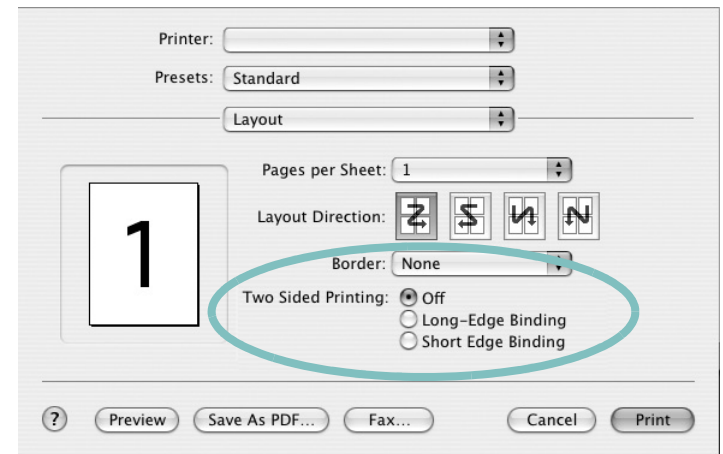 Printer:
Presets: Standard
Layout
Pages per Sheet: 1
Layout Direction:
1
Border: None
Two Sided Printing: Off
Long-Edge Binding
Short Edge Binding
? Preview Save As PDF... Fax... Cancel Print